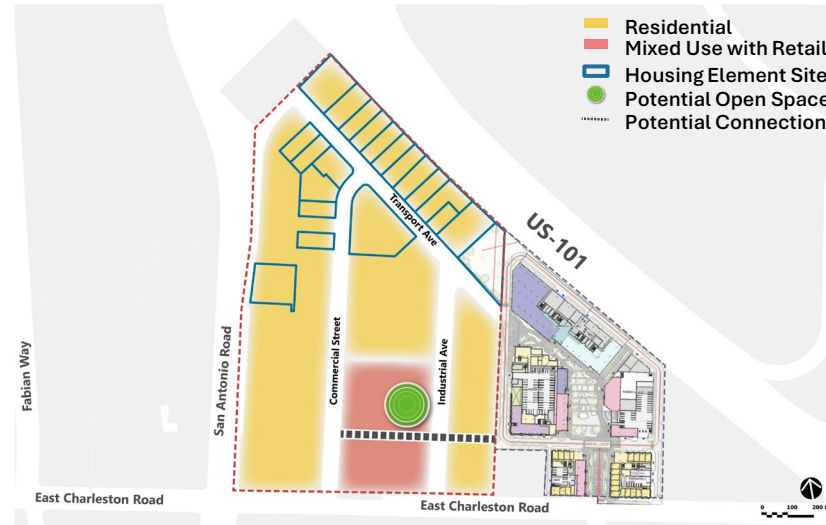 Residential
Mixed Use with Retail
Housing Element Site
Potential Open Space
Potential Connection
Transport Ave
US-101
Fabian Way
San Antonio Road
Commercial Street
Industrial Ave
East Charleston Road
East Charleston Road
0 100 200